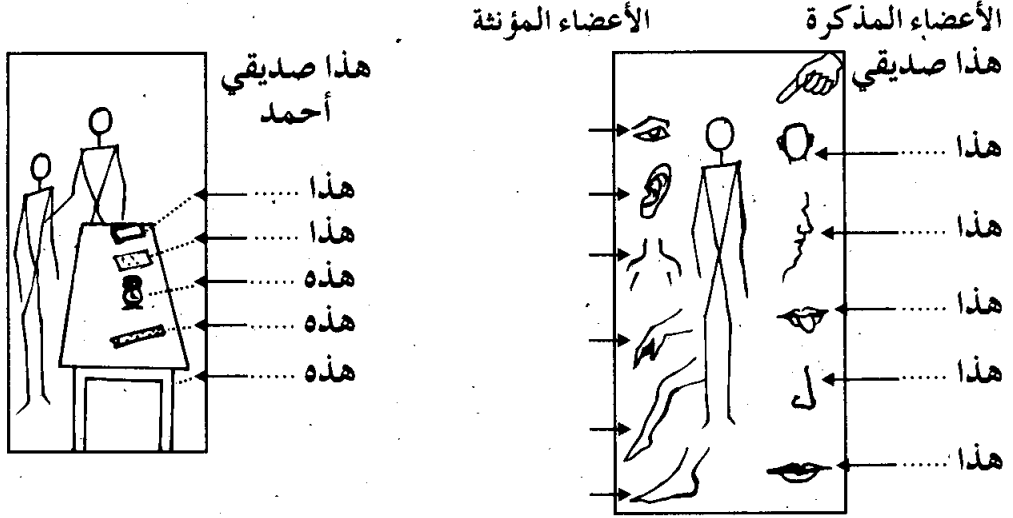 الأعضاء المذكرة
الأعضاء المؤنثة
هذا صديقي
هذا ......
هذا ......
هذا ......
هذا ......
هذا ......
هذا صديقي
أحمد
هذا ......
هذا ......
هذه ......
هذه ......
هذه ......